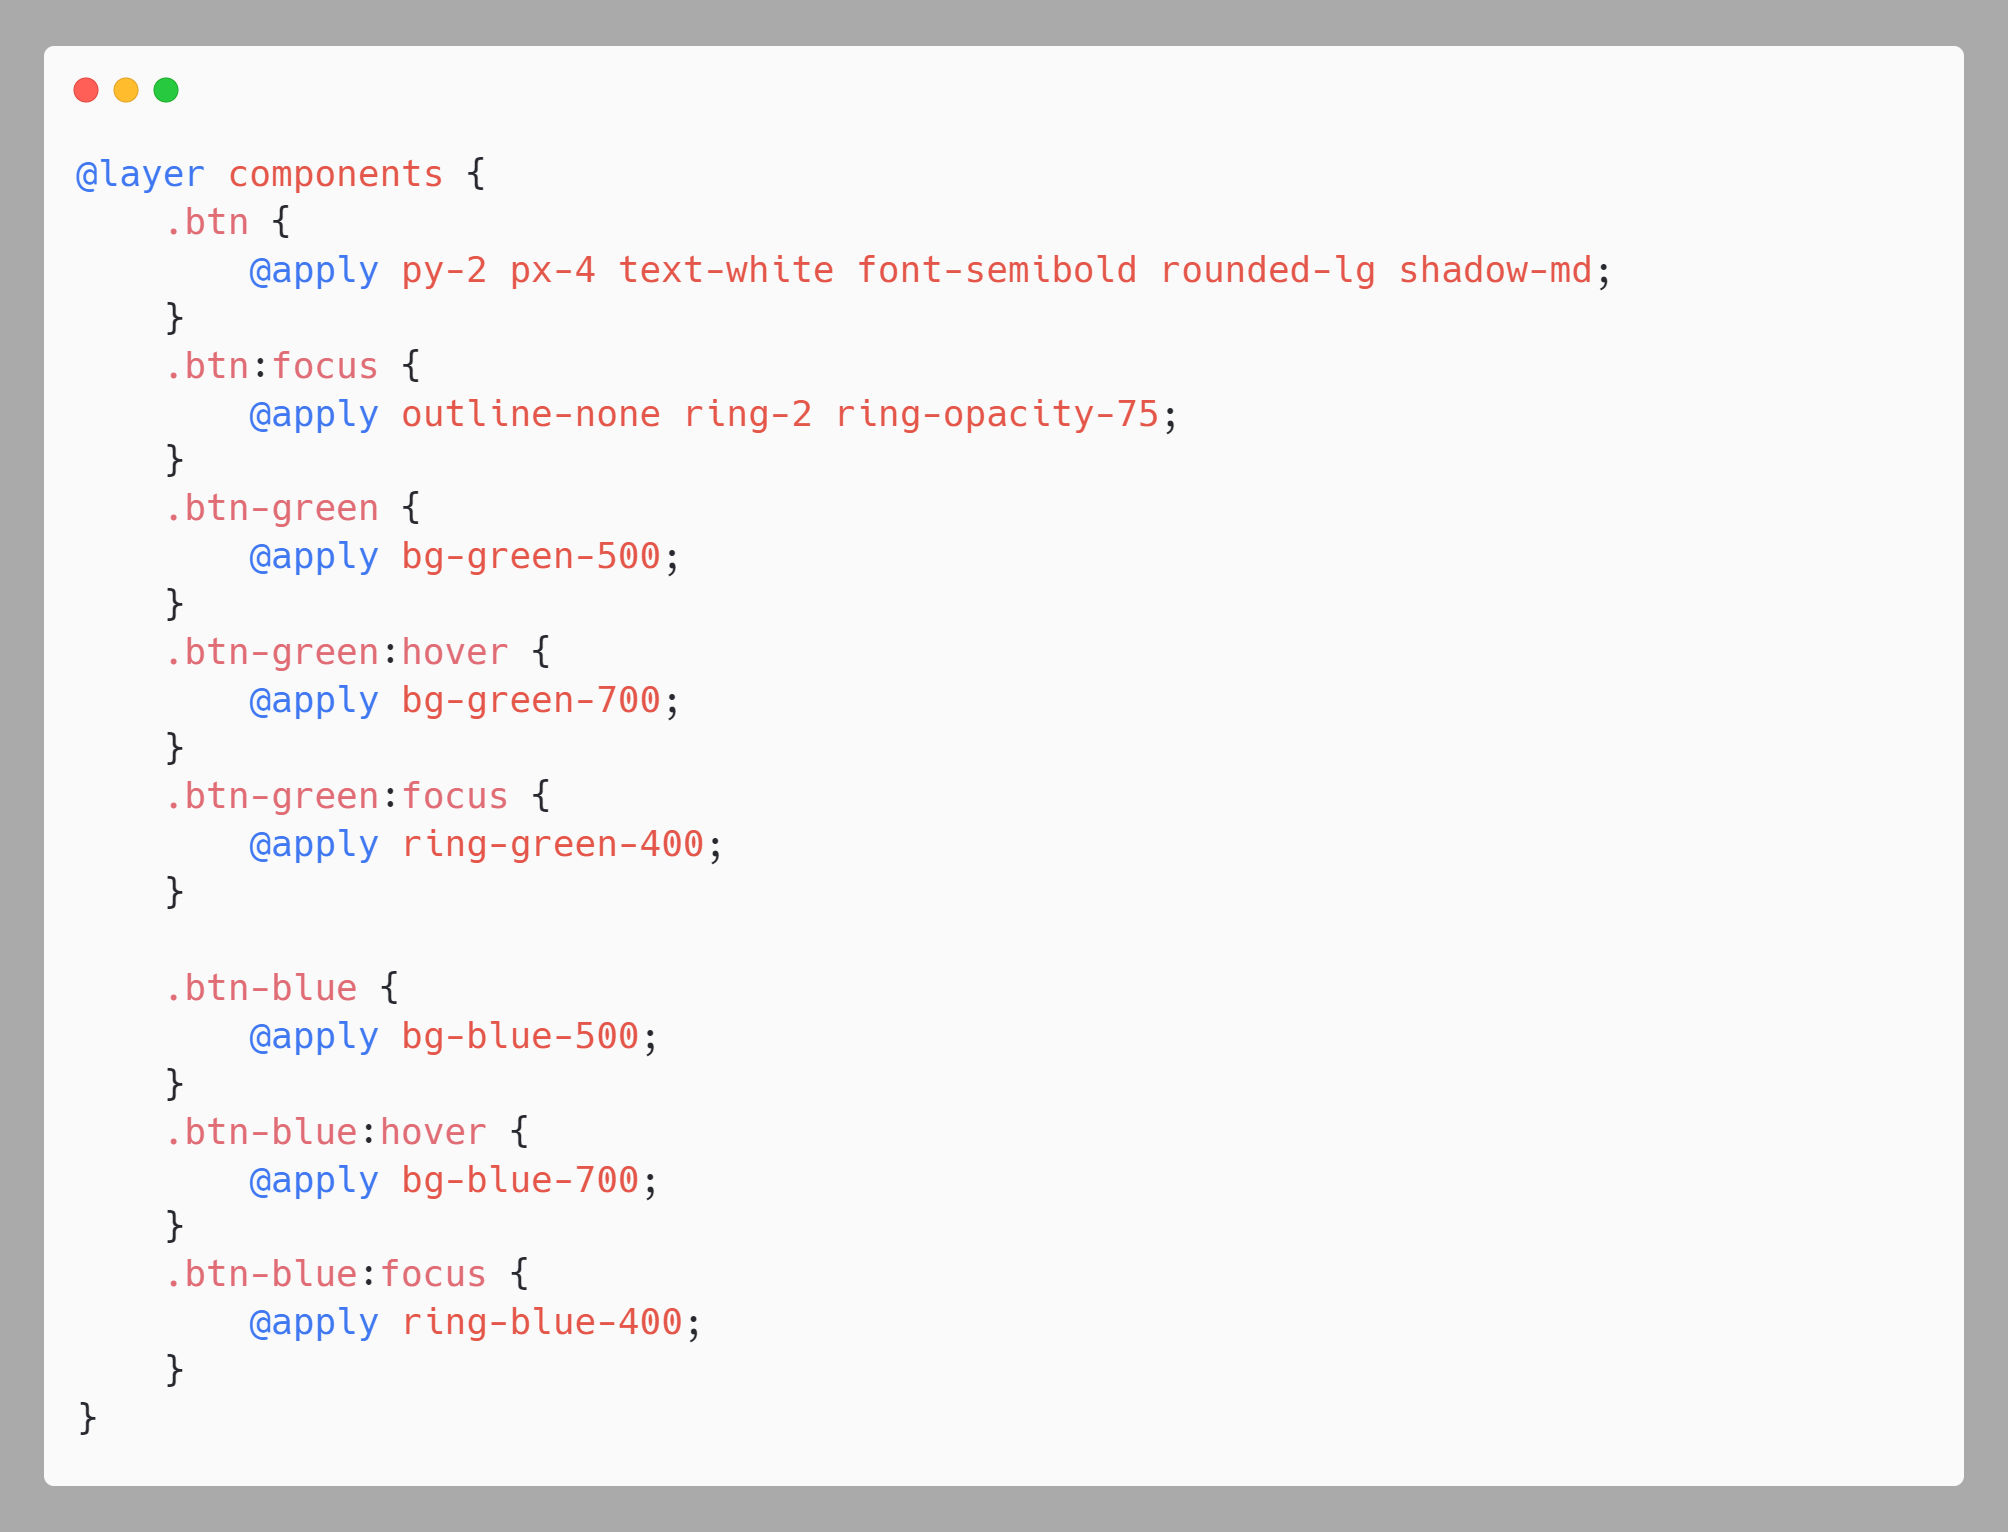 @layer components {
    .btn {
        @apply py-2 px-4 text-white font-semibold rounded-lg shadow-md;
    }
    .btn:focus {
        @apply outline-none ring-2 ring-opacity-75;
    }
    .btn-green {
        @apply bg-green-500;
    }
    .btn-green:hover {
        @apply bg-green-700;
    }
    .btn-green:focus {
        @apply ring-green-400;
    }

    .btn-blue {
        @apply bg-blue-500;
    }
    .btn-blue:hover {
        @apply bg-blue-700;
    }
    .btn-blue:focus {
        @apply ring-blue-400;
    }
}